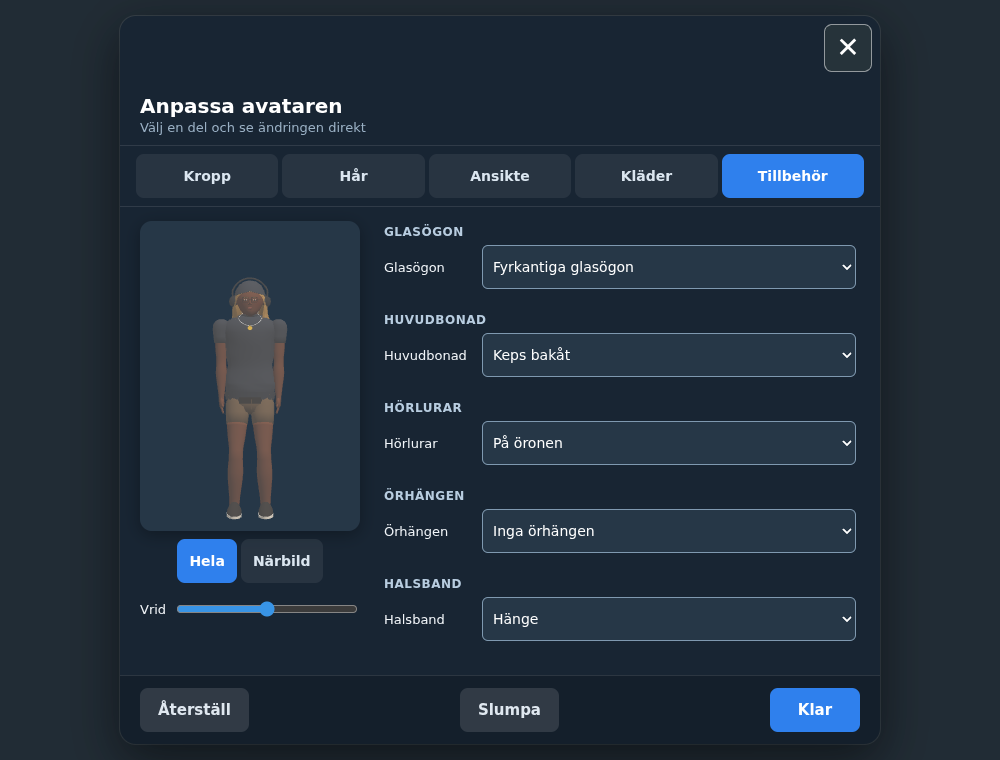 Anpassa avataren
Välj en del och se ändringen direkt
Kropp
Hår
Ansikte
Kläder
Tillbehör
GLASÖGON
Glasögon
Fyrkantiga glasögon
HUVUDBONAD
Huvudbonad
Keps bakåt
HÖRLURAR
Hörlurar
På öronen
ÖRHÄNGEN
Örhängen
Inga örhängen
HALSBAND
Halsband
Hänge
Hela
Närbild
Vrid
Återställ
Slumpa
Klar